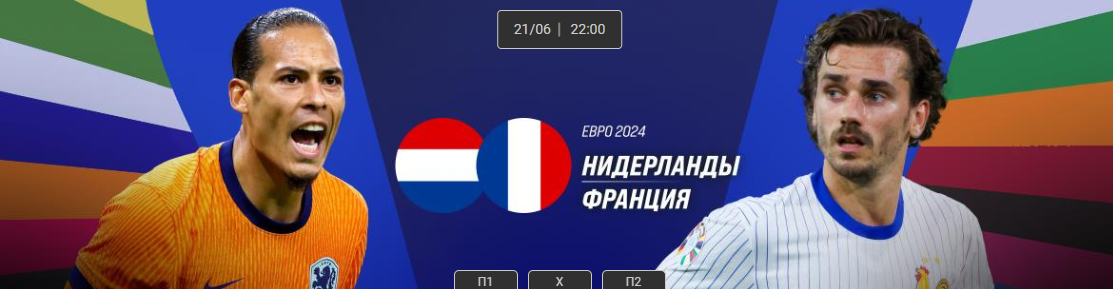 21/06 | 22:00
ЕВРО 2024
НИДЕРЛАНДЫ
ФРАНЦИЯ
П1 X П2